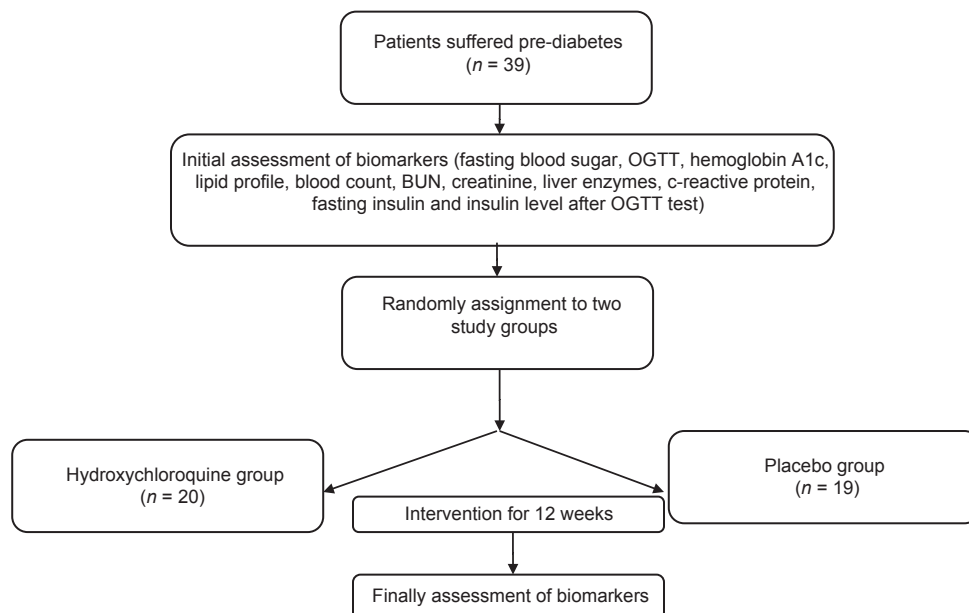 Patients suffered pre-diabetes
(n = 39)
Initial assessment of biomarkers (fasting blood sugar, OGTT, hemoglobin A1c,
lipid profile, blood count, BUN, creatinine, liver enzymes, c-reactive protein,
fasting insulin and insulin level after OGTT test)
Randomly assignment to two
study groups
Hydroxychloroquine group
(n = 20)
Placebo group
(n = 19)
Intervention for 12 weeks
Finally assessment of biomarkers